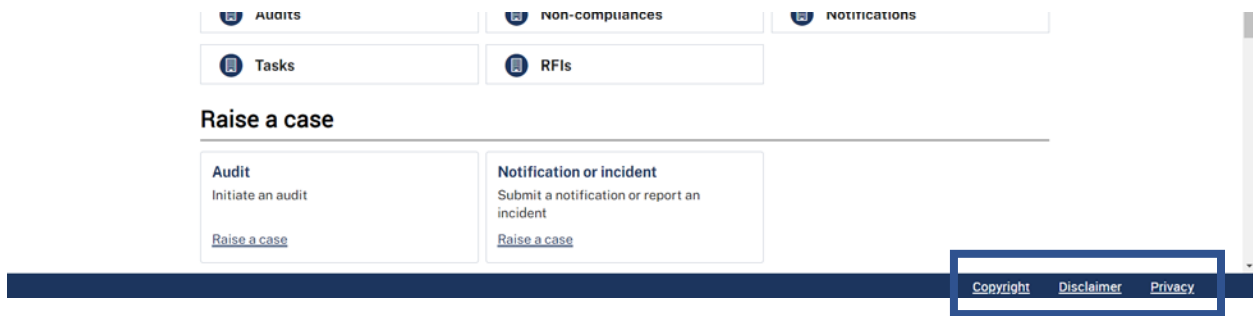 Audits
Non-compliances
Notifications
Tasks
RFIs
Raise a case
Audit
Initiate an audit
Raise a case
Notification or incident
Submit a notification or report an
incident
Raise a case
Copyright
Disclaimer
Privacy